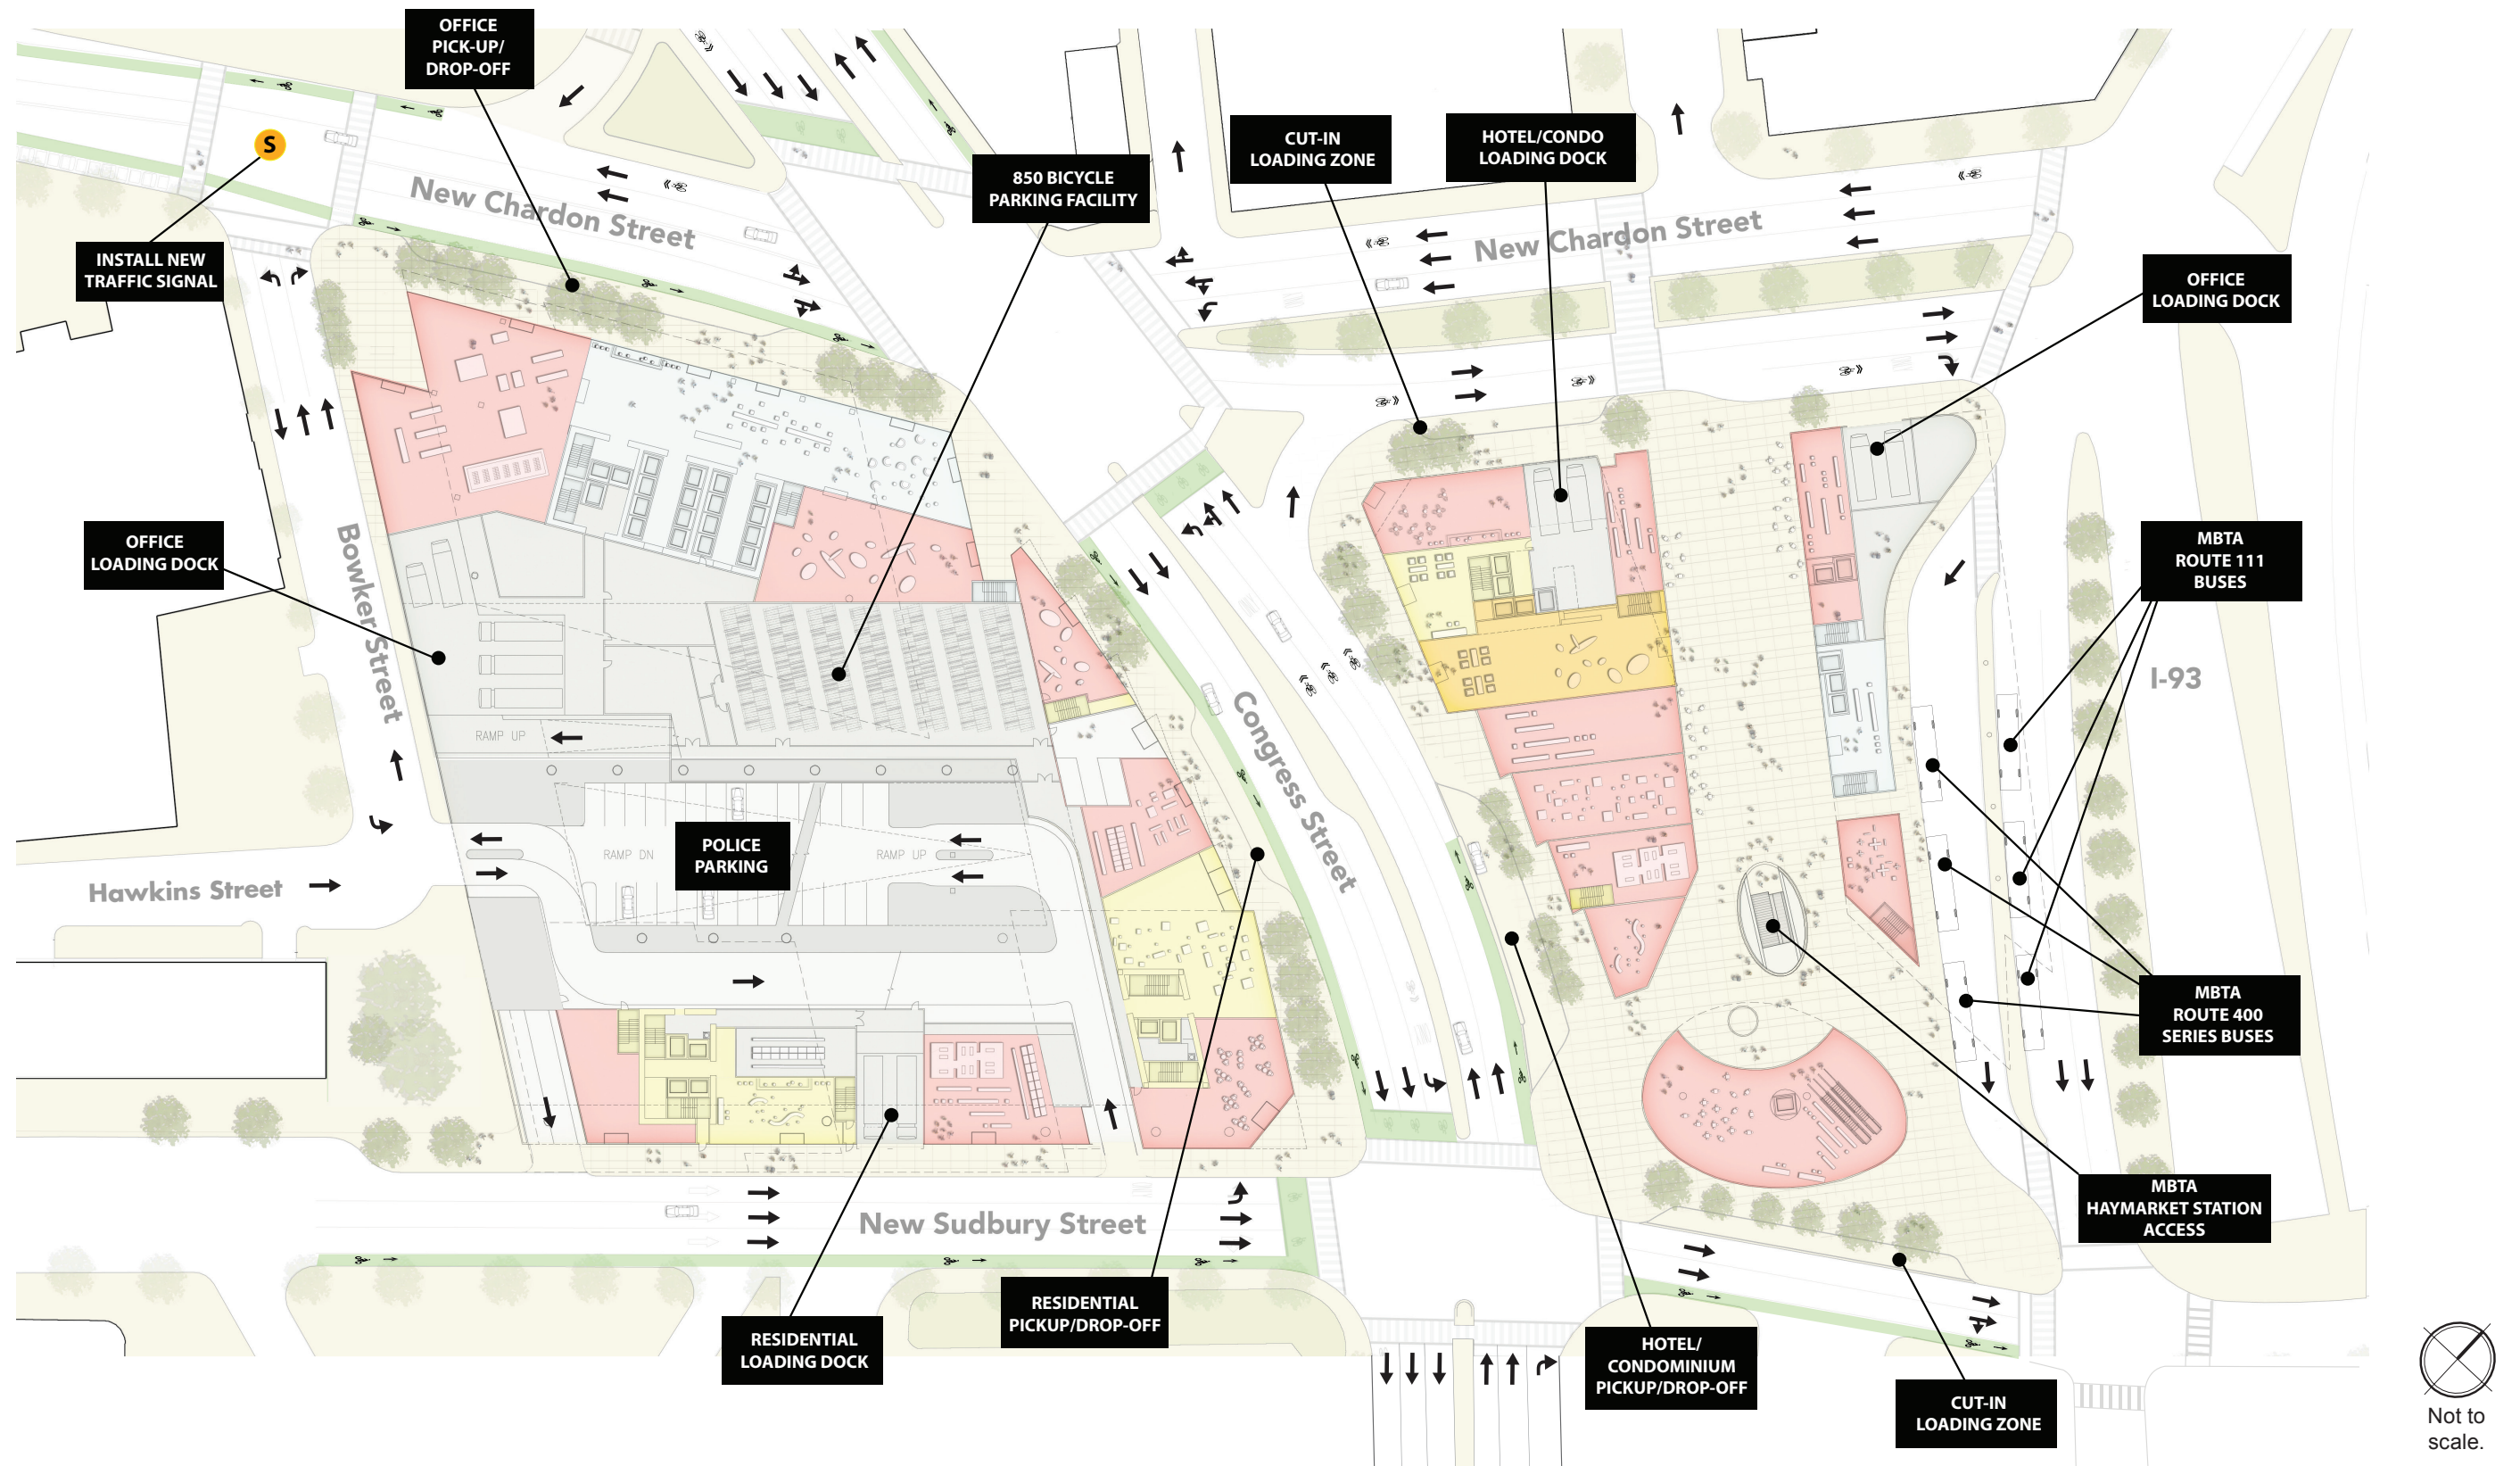 OFFICE
PICK-UP/
DROP-OFF
S
INSTALL NEW
TRAFFIC SIGNAL
New Chardon Street
850 BICYCLE
PARKING FACILITY
CUT-IN
LOADING ZONE
HOTEL/CONDO
LOADING DOCK
New Chardon Street
OFFICE
LOADING DOCK
OFFICE
LOADING DOCK
Bowker Street
MBTA
ROUTE 111
BUSES
I-93
Congress Street
RAMP UP
POLICE
PARKING
RAMP DN
RAMP UP
Hawkins Street
MBTA
ROUTE 400
SERIES BUSES
MBTA
HAYMARKET STATION
ACCESS
New Sudbury Street
RESIDENTIAL
PICKUP/DROP-OFF
RESIDENTIAL
LOADING DOCK
HOTEL/
CONDOMINIUM
PICKUP/DROP-OFF
CUT-IN
LOADING ZONE
Not to
scale.